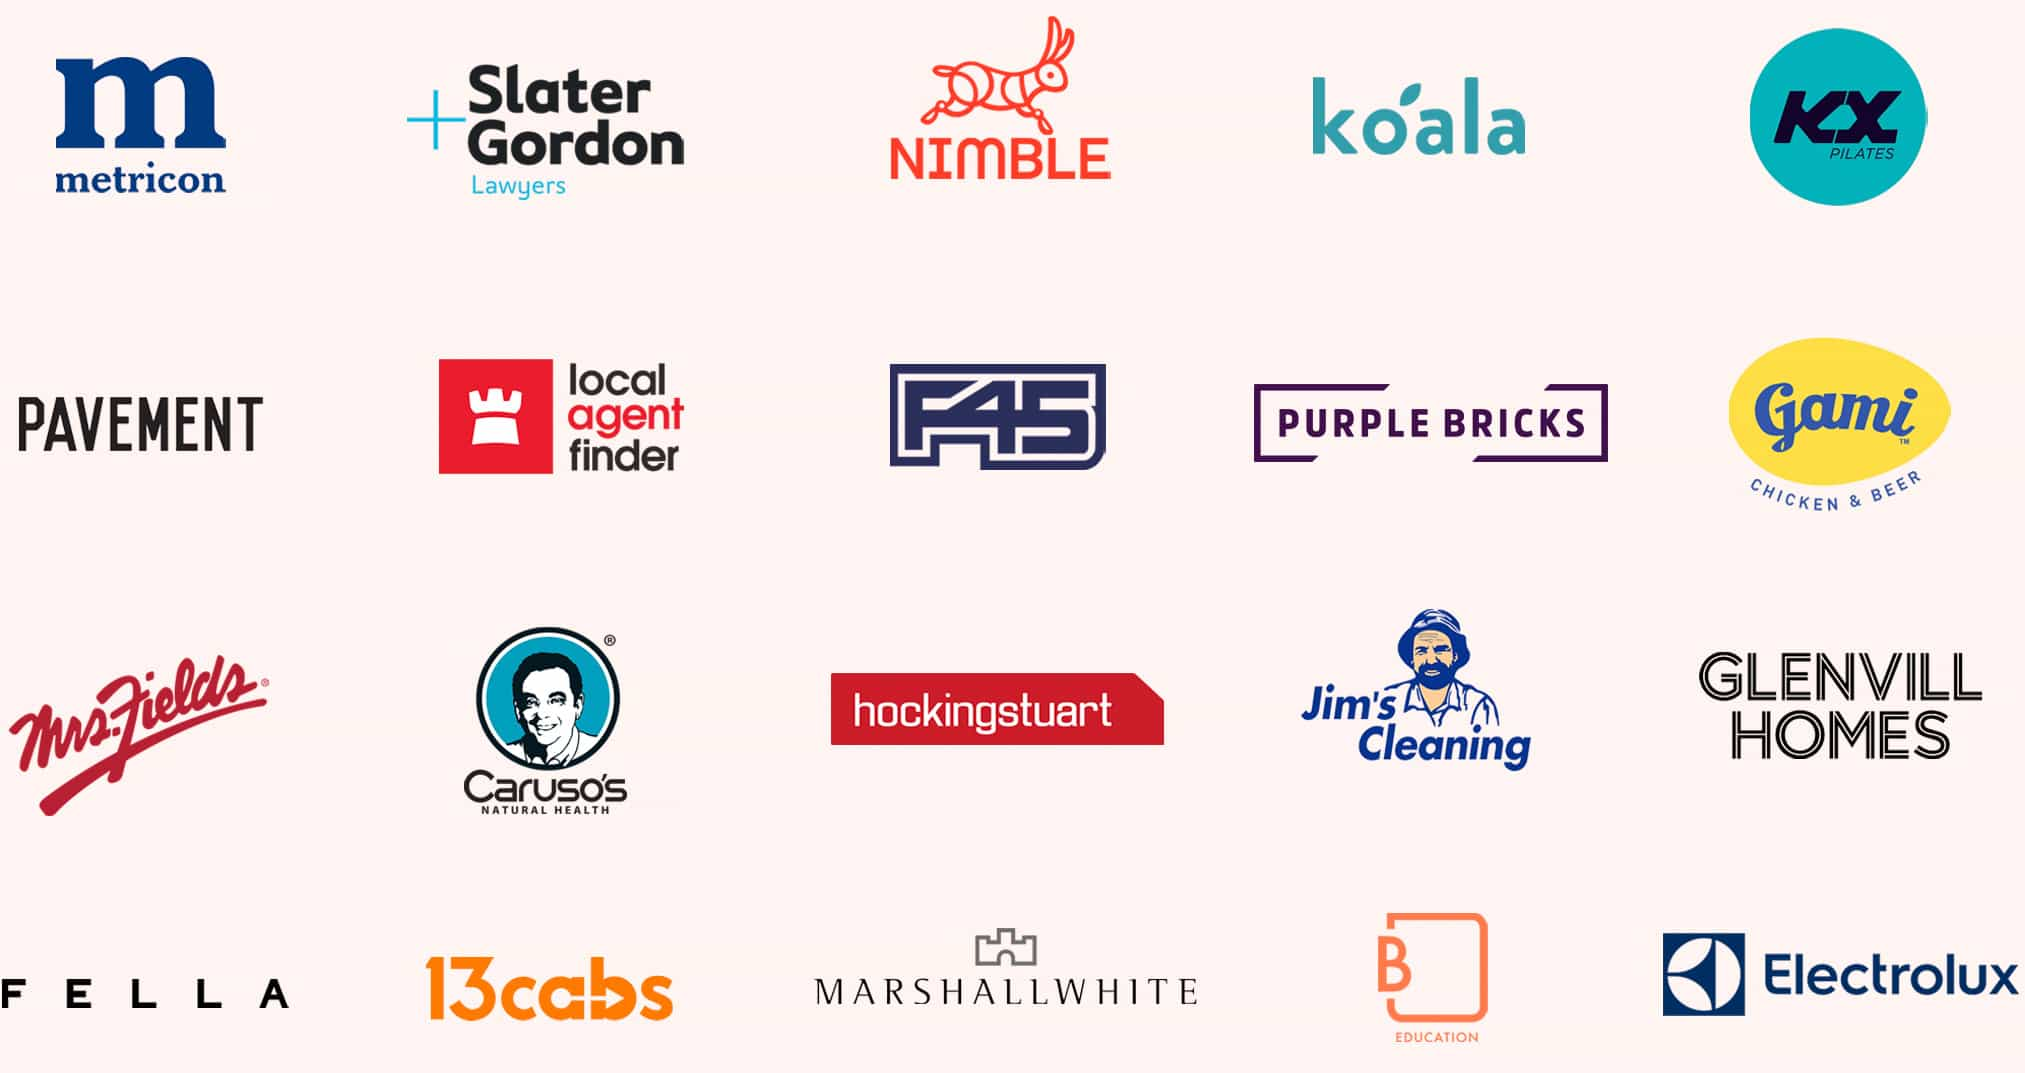 m
metricon
Slater
Gordon
Lawyers
NIMBLE
koala
KX
PILATES
PAVEMENT
local
agent
finder
F45
PURPLE BRICKS
Gami
TM
CHICKEN & BEER
Mrs. Fields®
®
Caruso's
NATURAL HEALTH
hockingstuart
Jim's
Cleaning
GLENVILL
HOMES
FELLA
13cabs
MARSHALLWHITE
B
EDUCATION
Electrolux